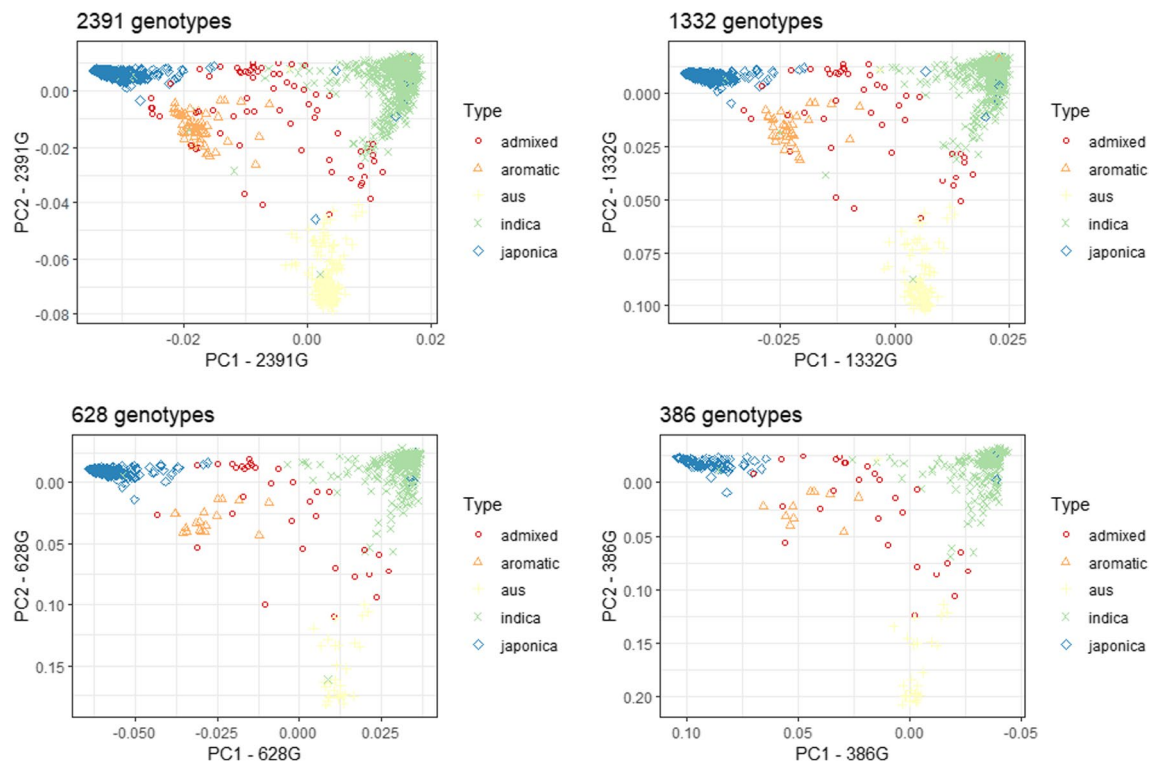 2391 genotypes
0.00
-0.02
-0.04
-0.06
-0.08
PC2 - 2391G
-0.02
0.00
0.02
PC1 - 2391G
Type
admixed
aromatic
aus
indica
japonica
1332 genotypes
0.000
0.025
0.050
0.075
0.100
PC2 - 1332G
-0.025
0.000
0.025
PC1 - 1332G
Type
admixed
aromatic
aus
indica
japonica
628 genotypes
0.00
0.05
0.10
0.15
PC2 - 628G
-0.050
-0.025
0.000
0.025
PC1 - 628G
Type
admixed
aromatic
aus
indica
japonica
386 genotypes
0.00
0.05
0.10
0.15
0.20
PC2 - 386G
0.10
0.05
0.00
-0.05
PC1 - 386G
Type
admixed
aromatic
aus
indica
japonica